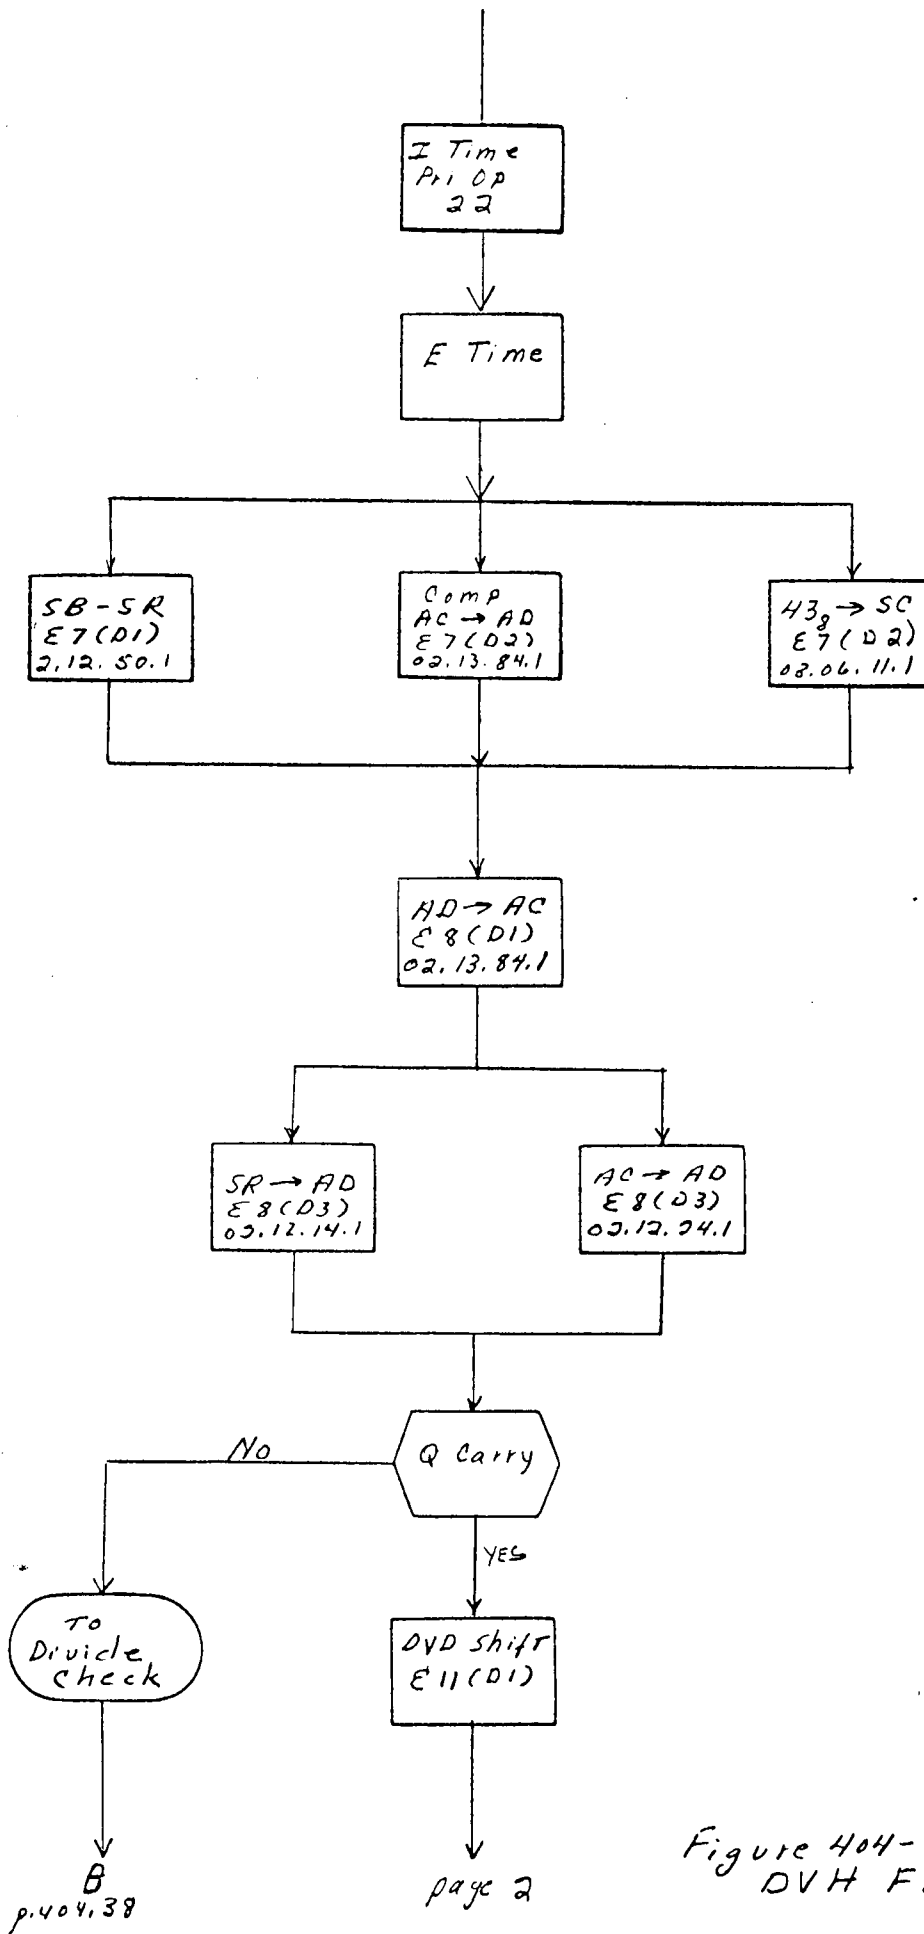 I Time
Pri Op
22
E Time
SB - SR
E7(D1)
2.12.50.1
Comp
AC → AD
E7(D2)
02.13.84.1
43₈ → SC
E7(D2)
03.06.11.1
AD → AC
E8(D1)
02.13.84.1
SR → AD
E8(D3)
02.12.14.1
AC → AD
E8(D3)
02.12.24.1
Q Carry
No
YES
To
Divide
Check
DVD Shift
E11(D1)
B
p.404.38
page 2
Figure 404-
DVH F